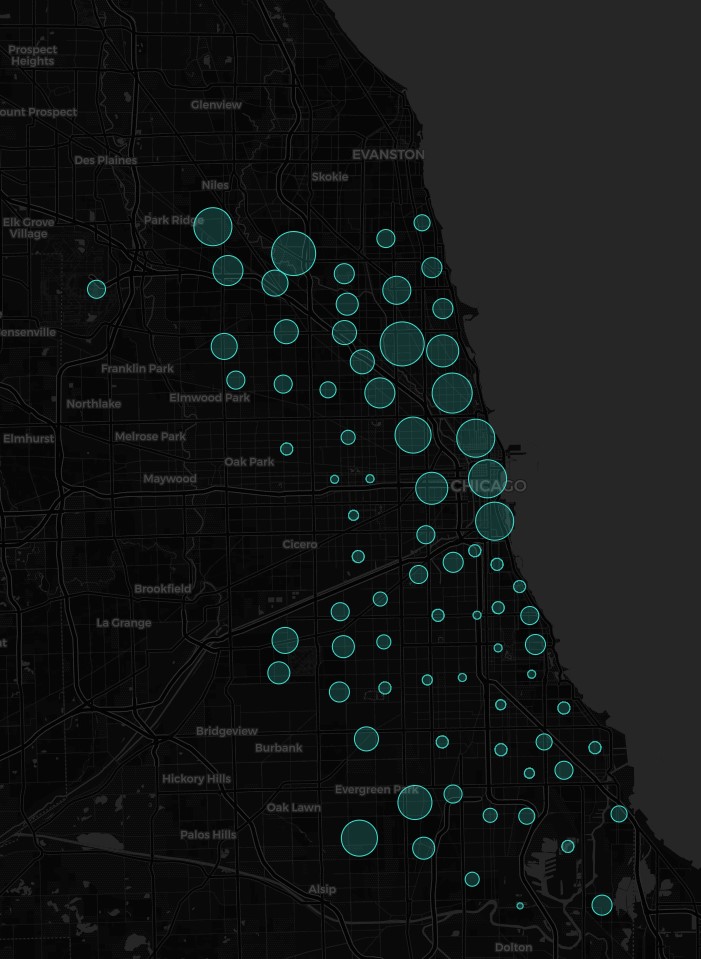 Prospect
Heights
Glenview
ount Prospect
EVANSTON
Des Plaines
Skokie
Niles
Park Ridge
Elk Grove
Village
ensenville
Franklin Park
Elmwood Park
Northlake
Elmhurst
Melrose Park
Oak Park
Maywood
CHICAGO
Cicero
Brookfield
La Grange
nt
Bridgeview
Burbank
Hickory Hills
Evergreen Park
Oak Lawn
Palos Hills
Alsip
Dolton